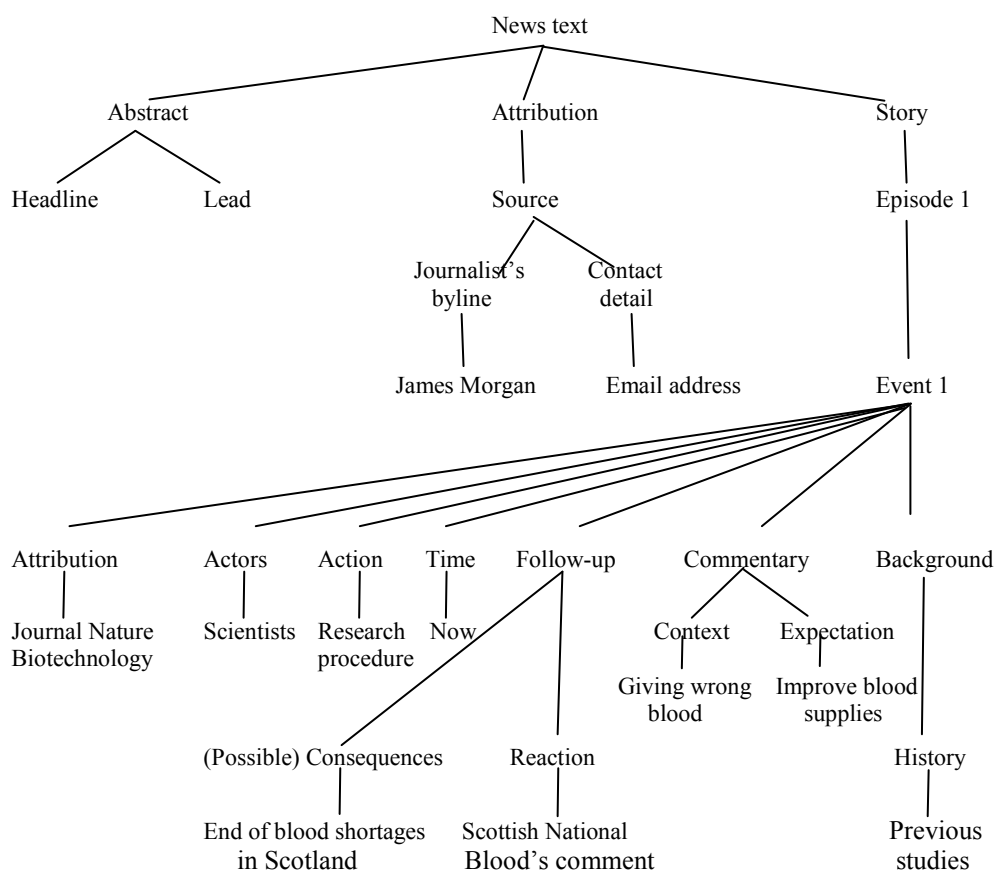 News text
Abstract
Attribution
Story
Headline
Lead
Source
Episode 1
Journalist's
byline
Contact
detail
James Morgan
Email address
Event 1
Attribution
Actors
Action
Time
Follow-up
Commentary
Background
Journal Nature
Biotechnology
Scientists
Research
procedure
Now
Context
Expectation
Giving wrong
blood
Improve blood
supplies
(Possible) Consequences
Reaction
History
End of blood shortages
in Scotland
Scottish National
Blood's comment
Previous
studies